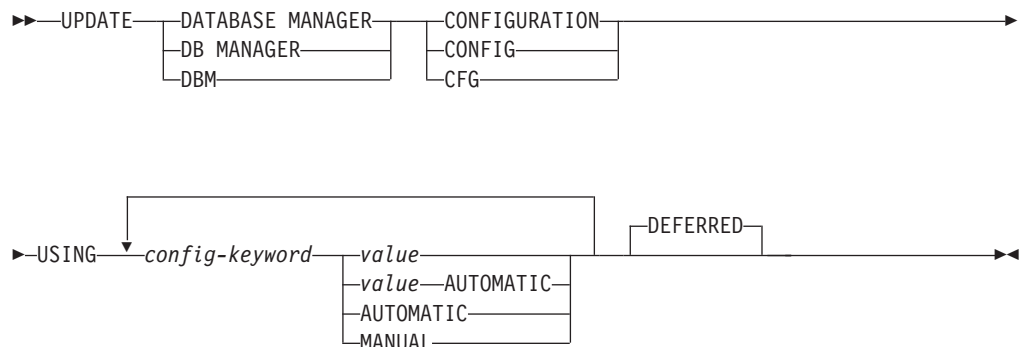 UPDATE DATABASE MANAGER CONFIGURATION
DB MANAGER CONFIG
DBM CFG
DEFERRED
USING config-keyword value
value AUTOMATIC
AUTOMATIC
MANUAL